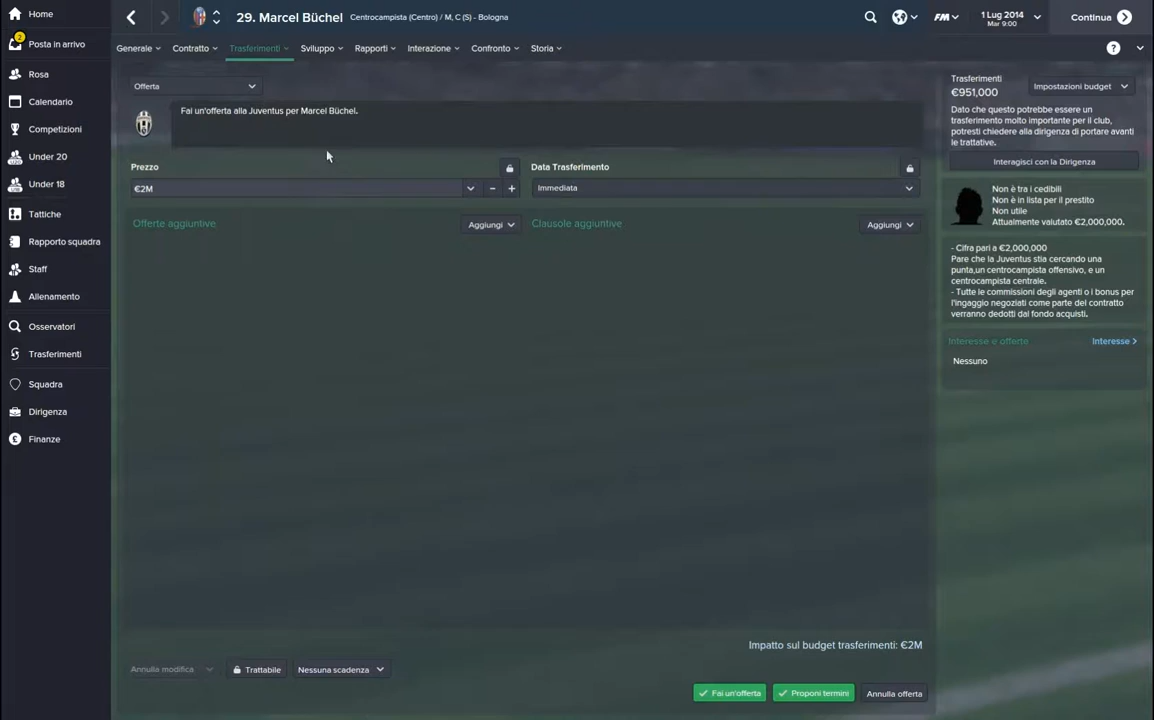 Home
29. Marcel Büchel
Centrocampista (Centro) / M, C (S) - Bologna
FM
1 Lug 2014
Mar 9:00
Continua
2
Posta in arrivo
Generale
Contratto
Trasferimenti
Sviluppo
Rapporti
Interazione
Confronto
Storia
?
Rosa
Calendario
Competizioni
Under 20
Under 18
Tattiche
Rapporto squadra
Staff
Allenamento
Osservatori
Trasferimenti
Squadra
Dirigenza
Finanze
Offerta
Fai un'offerta alla Juventus per Marcel Büchel.
Prezzo
€2M
Data Trasferimento
Immediata
Offerte aggiuntive
Aggiungi
Clausole aggiuntive
Aggiungi
Impatto sul budget trasferimenti: €2M
Annulla modifica
Trattabile
Nessuna scadenza
Fai un'offerta
Proponi termini
Annulla offerta
Trasferimenti
€951,000
Impostazioni budget
Dato che questo potrebbe essere un
trasferimento molto importante per il club,
potresti chiedere alla dirigenza di portare avanti
le trattative.
Interagisci con la Dirigenza
Non è tra i cedibili
Non è in lista per il prestito
Non utile
Attualmente valutato €2,000,000.
- Cifra pari a €2,000,000
Pare che la Juventus stia cercando una
punta,un centrocampista offensivo, e un
centrocampista centrale.
- Tutte le commissioni degli agenti o i bonus per
l'ingaggio negoziati come parte del contratto
verranno dedotti dal fondo acquisti.
Interesse e offerte
Interesse >
Nessuno